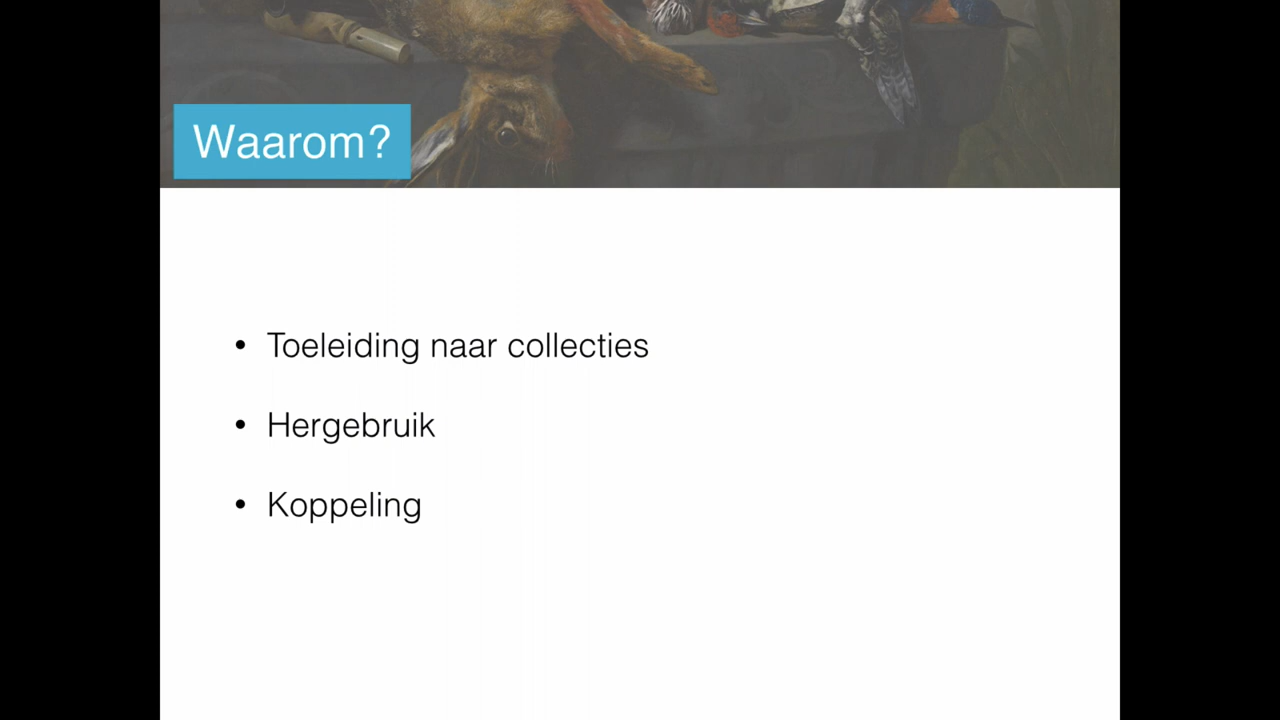 Waarom?
• Toeleiding naar collecties
• Hergebruik
• Koppeling